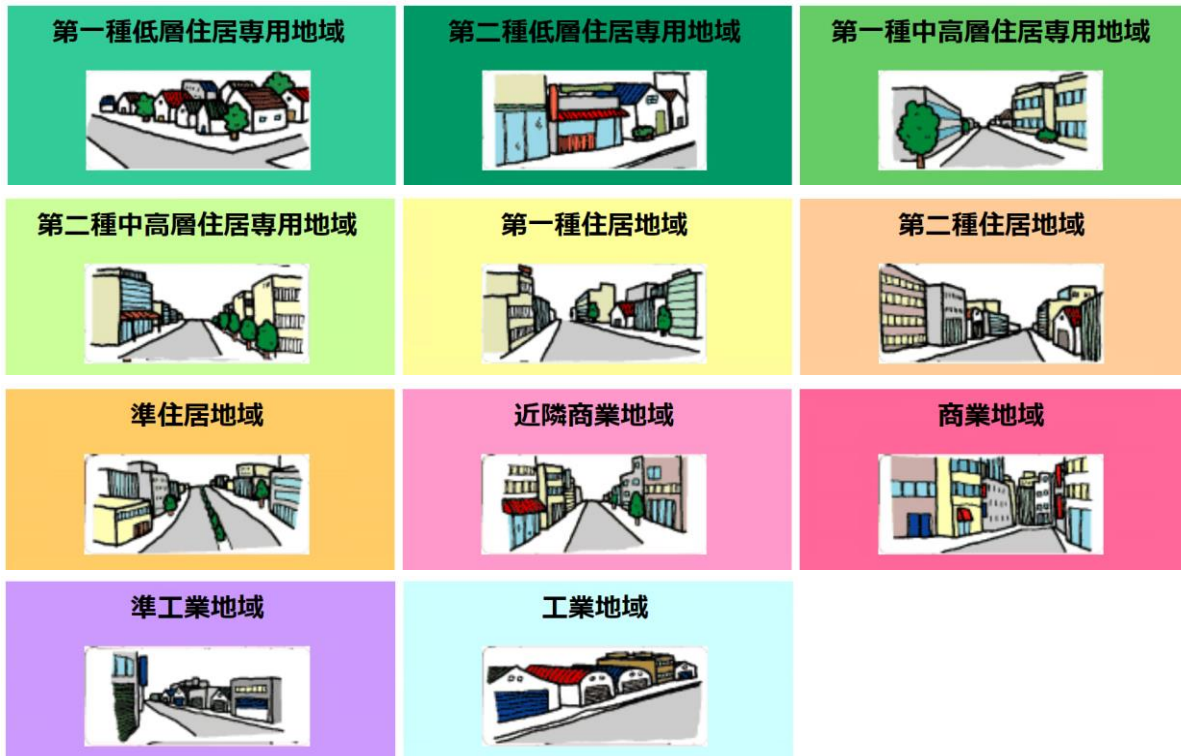 第一種低層住居専用地域
第二種低層住居専用地域
第一種中高層住居専用地域
第二種中高層住居専用地域
第一種住居地域
第二種住居地域
準住居地域
近隣商業地域
商業地域
準工業地域
工業地域